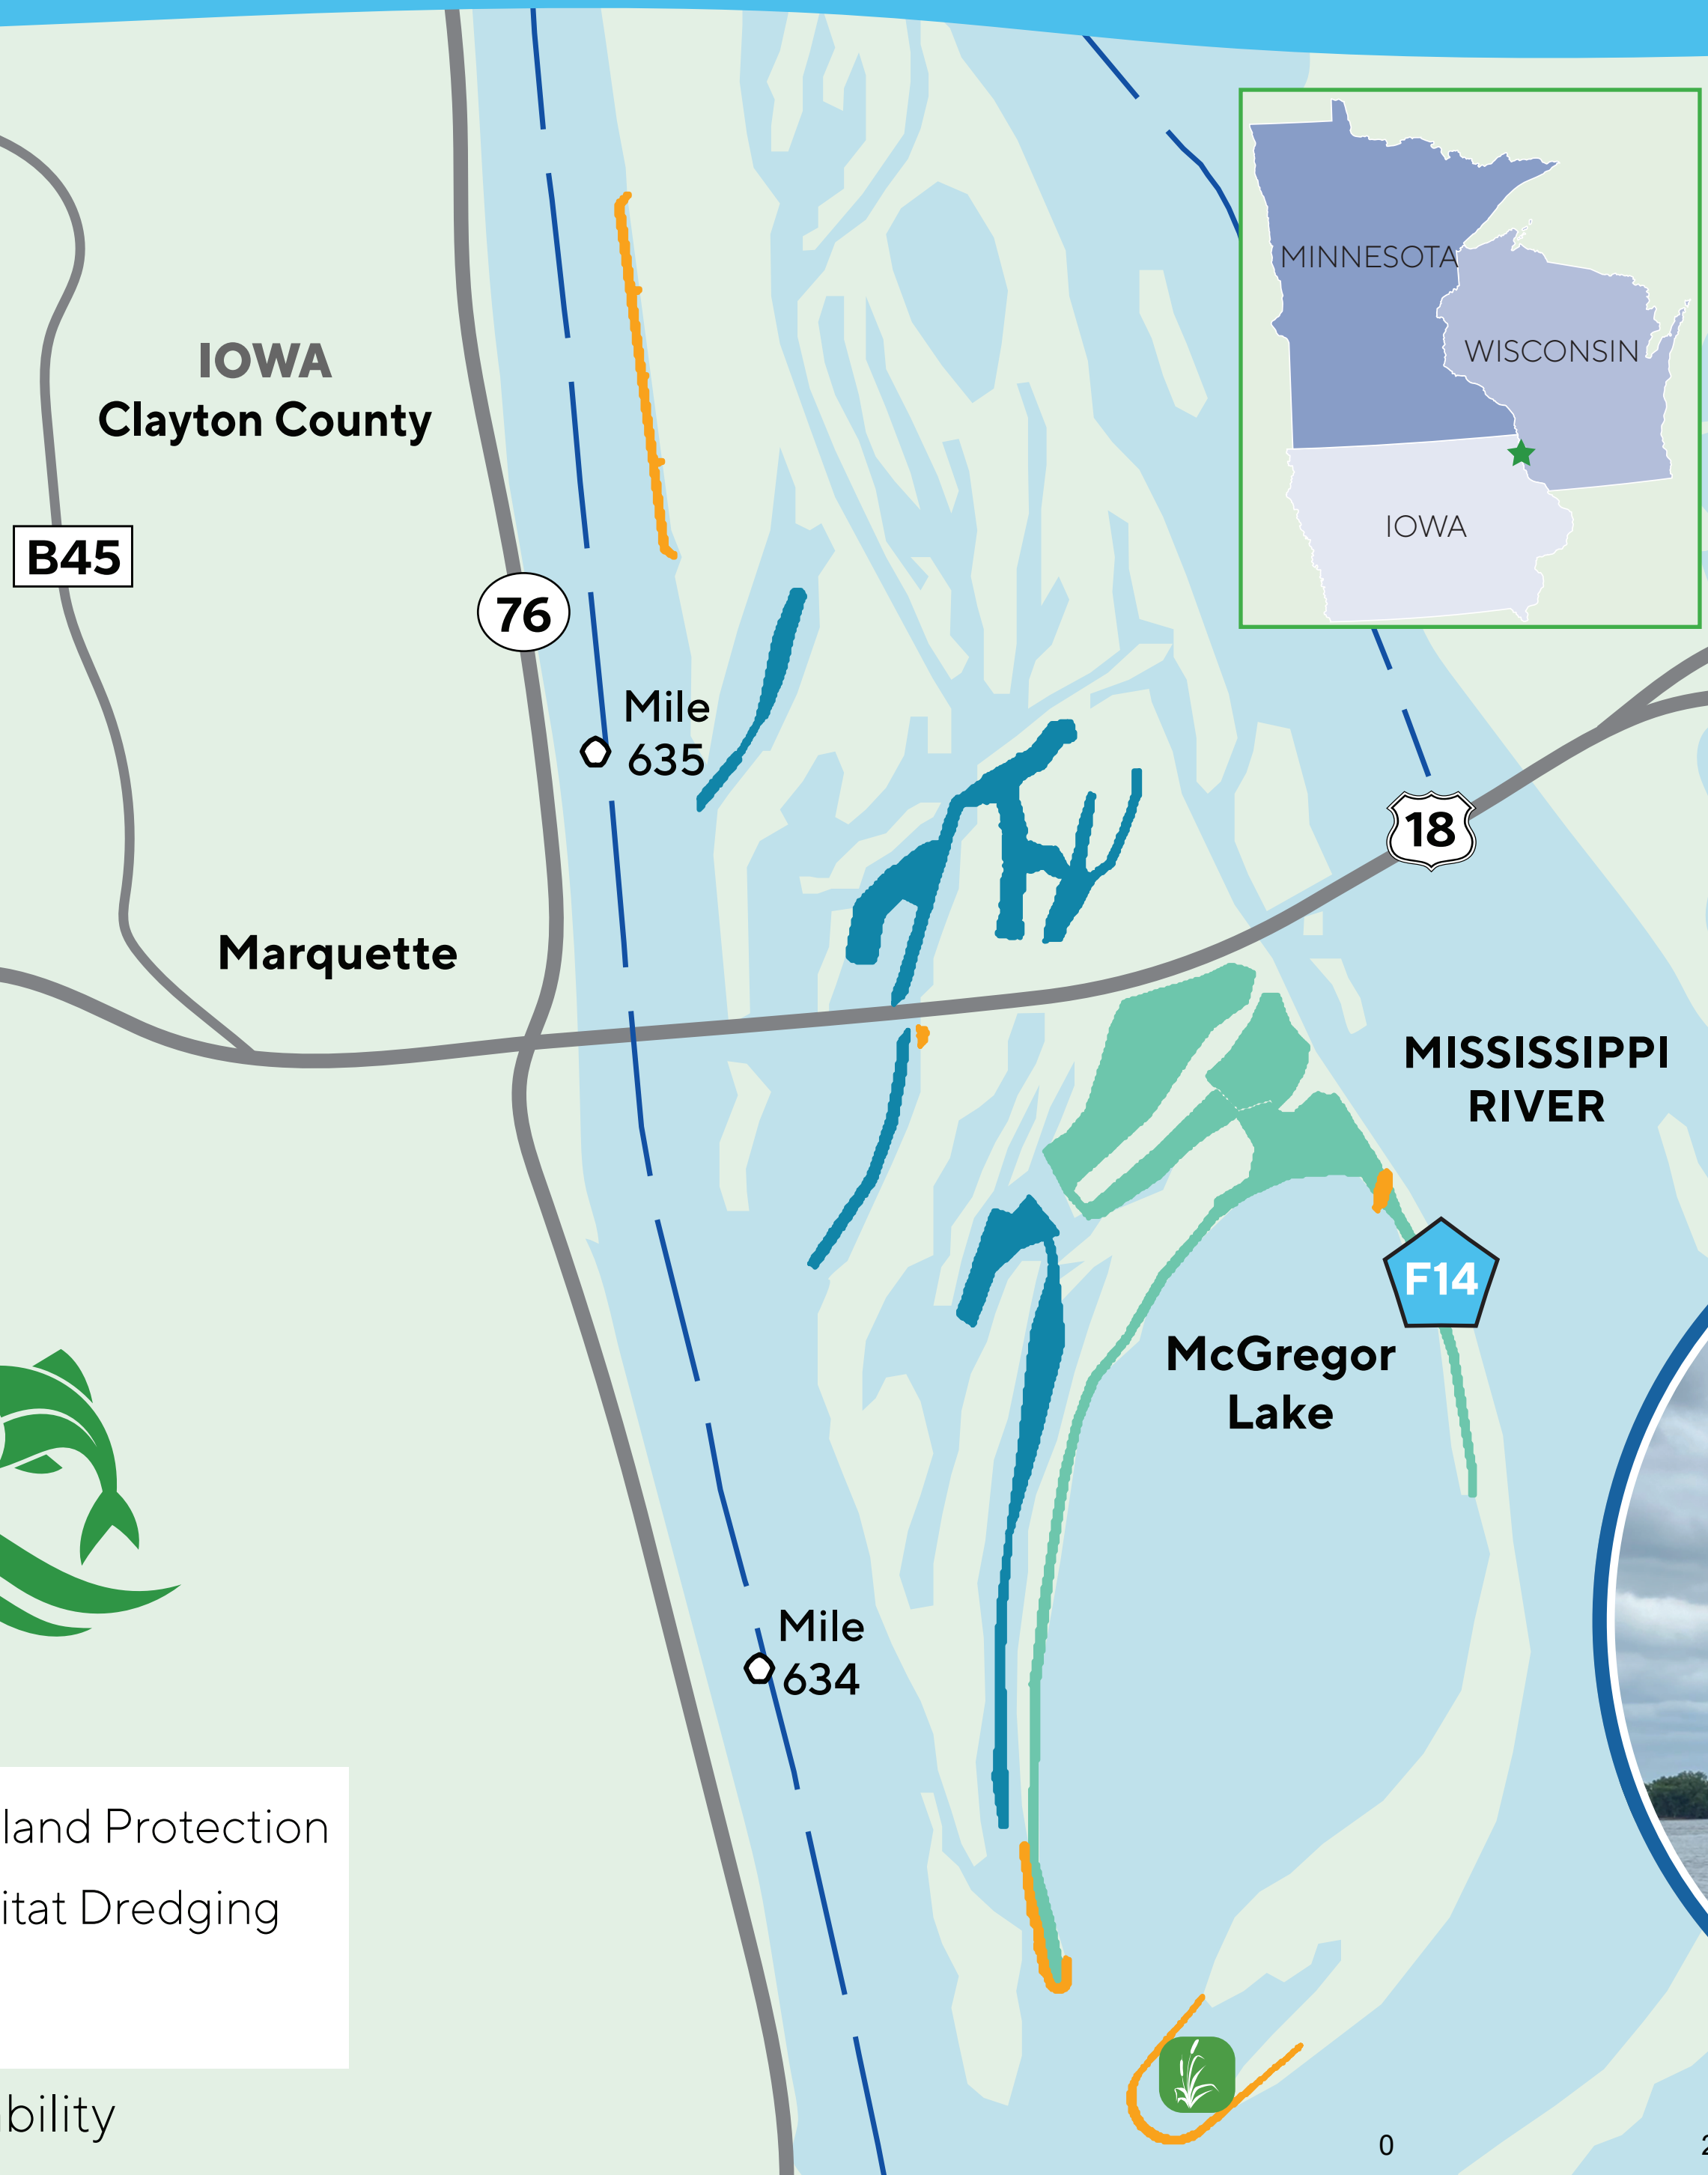 MINNESOTA
WISCONSIN
IOWA
IOWA
Clayton County
B45
76
Mile
635
18
Marquette
MISSISSIPPI
RIVER
F14
McGregor
Lake
Mile
634
land Protection
itat Dredging
bility
0